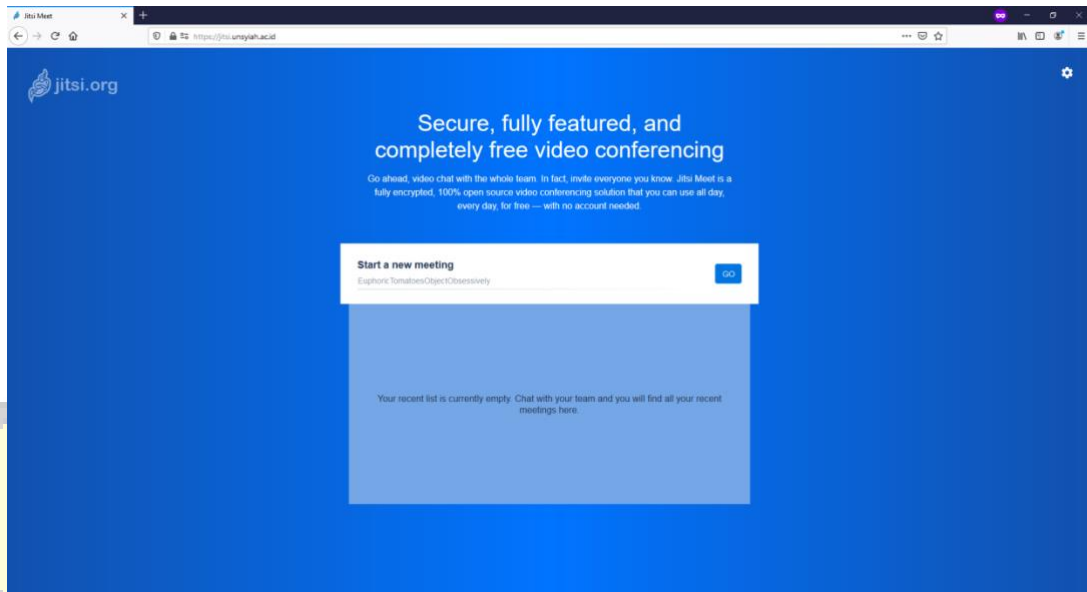 Jitsi Meet
https://jitsi.unsyiah.ac.id
jitsi.org
Secure, fully featured, and
completely free video conferencing
Go ahead, video chat with the whole team. In fact, invite everyone you know. Jitsi Meet is a
fully encrypted, 100% open source video conferencing solution that you can use all day,
every day, for free — with no account needed.
Start a new meeting
EuphoricTomatoesObjectObsessively
GO
Your recent list is currently empty. Chat with your team and you will find all your recent
meetings here.